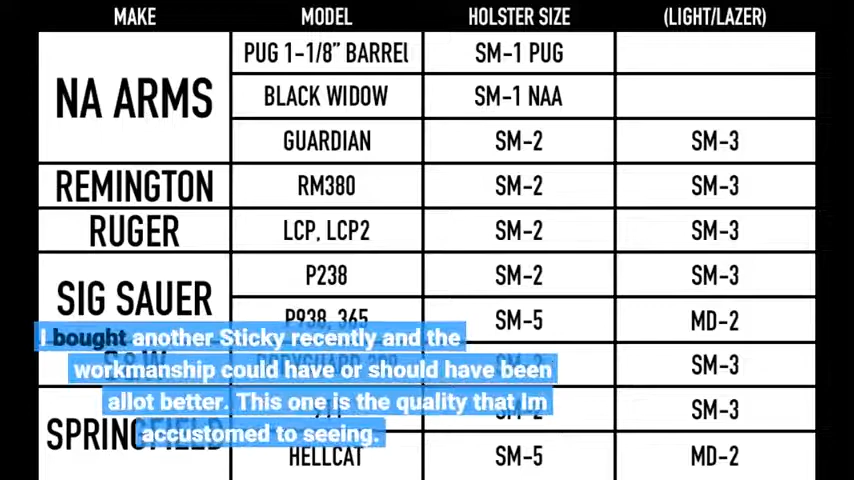 MAKE MODEL HOLSTER SIZE (LIGHT/LAZER)
NA ARMS
PUG 1-1/8" BARREL SM-1 PUG
BLACK WIDOW SM-1 NAA
GUARDIAN SM-2 SM-3
REMINGTON RM380 SM-2 SM-3
RUGER LCP, LCP2 SM-2 SM-3
SIG SAUER
P238 SM-2 SM-3
P938, 365 SM-5 MD-2
S&W SM-3
SM-3
SPRINGFIELD
HELLCAT SM-5 MD-2
I bought another Sticky recently and the
workmanship could have or should have been
allot better. This one is the quality that Im
accustomed to seeing.